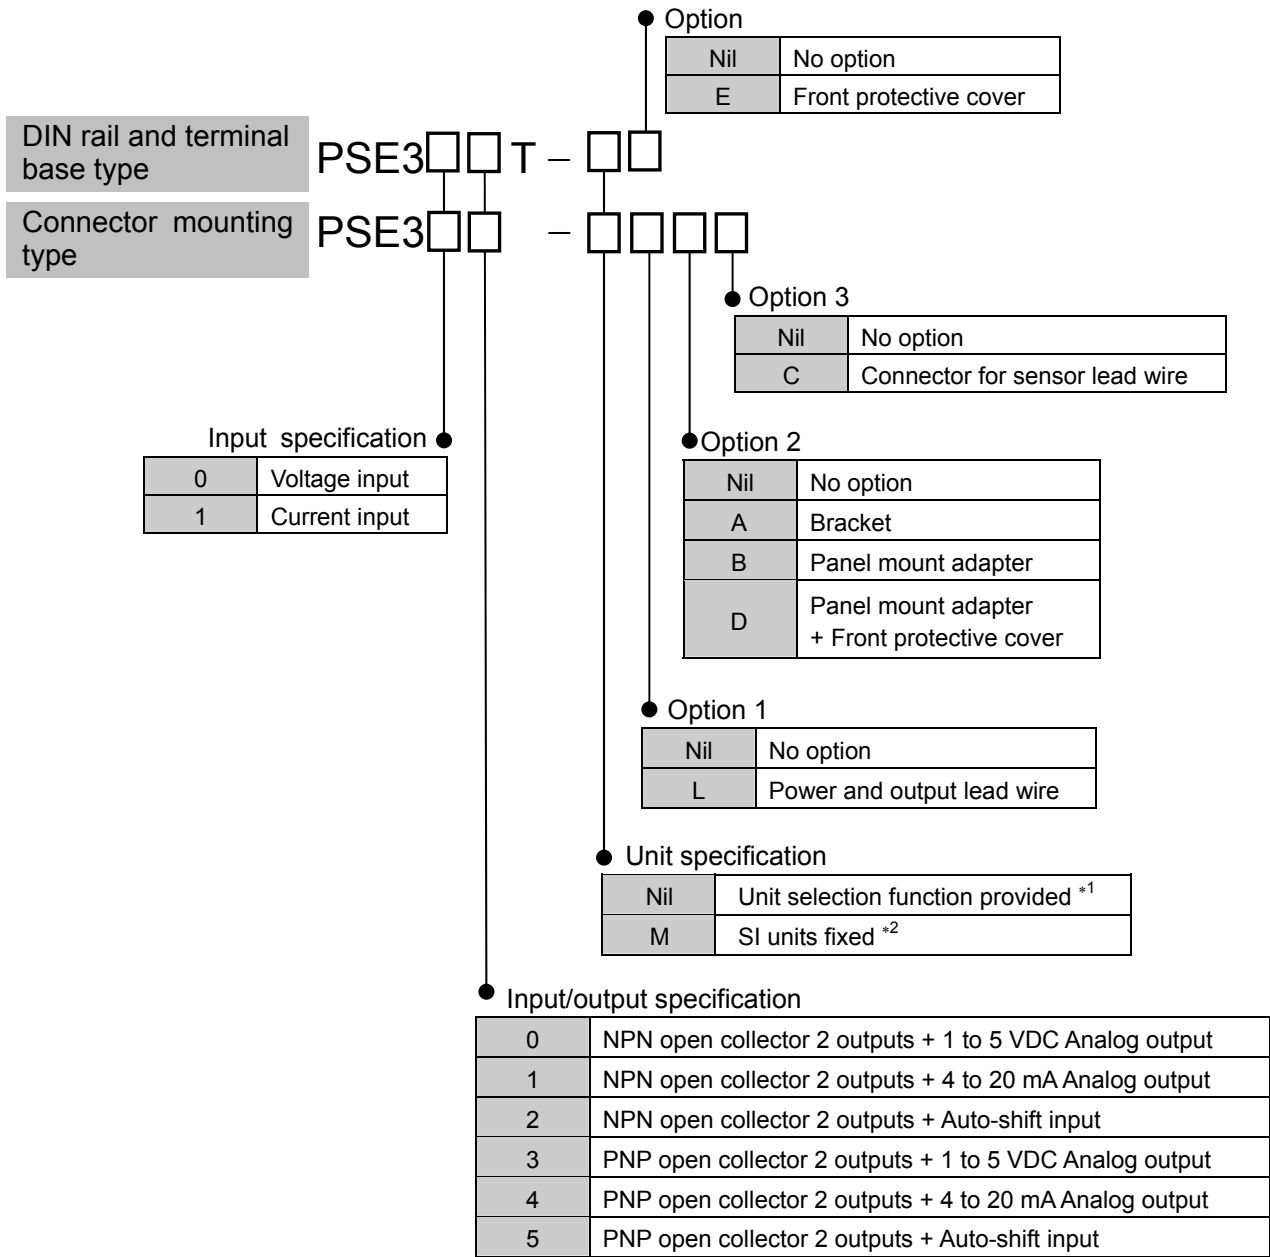 Option
Nil No option
E Front protective cover
DIN rail and terminal
base type
PSE3□□T – □□
Connector mounting
type
PSE3□□ – □□□□
Option 3
Nil No option
C Connector for sensor lead wire
Input specification
0 Voltage input
1 Current input
Option 2
Nil No option
A Bracket
B Panel mount adapter
D Panel mount adapter
+ Front protective cover
Option 1
Nil No option
L Power and output lead wire
Unit specification
Nil Unit selection function provided *1
M SI units fixed *2
Input/output specification
0 NPN open collector 2 outputs + 1 to 5 VDC Analog output
1 NPN open collector 2 outputs + 4 to 20 mA Analog output
2 NPN open collector 2 outputs + Auto-shift input
3 PNP open collector 2 outputs + 1 to 5 VDC Analog output
4 PNP open collector 2 outputs + 4 to 20 mA Analog output
5 PNP open collector 2 outputs + Auto-shift input